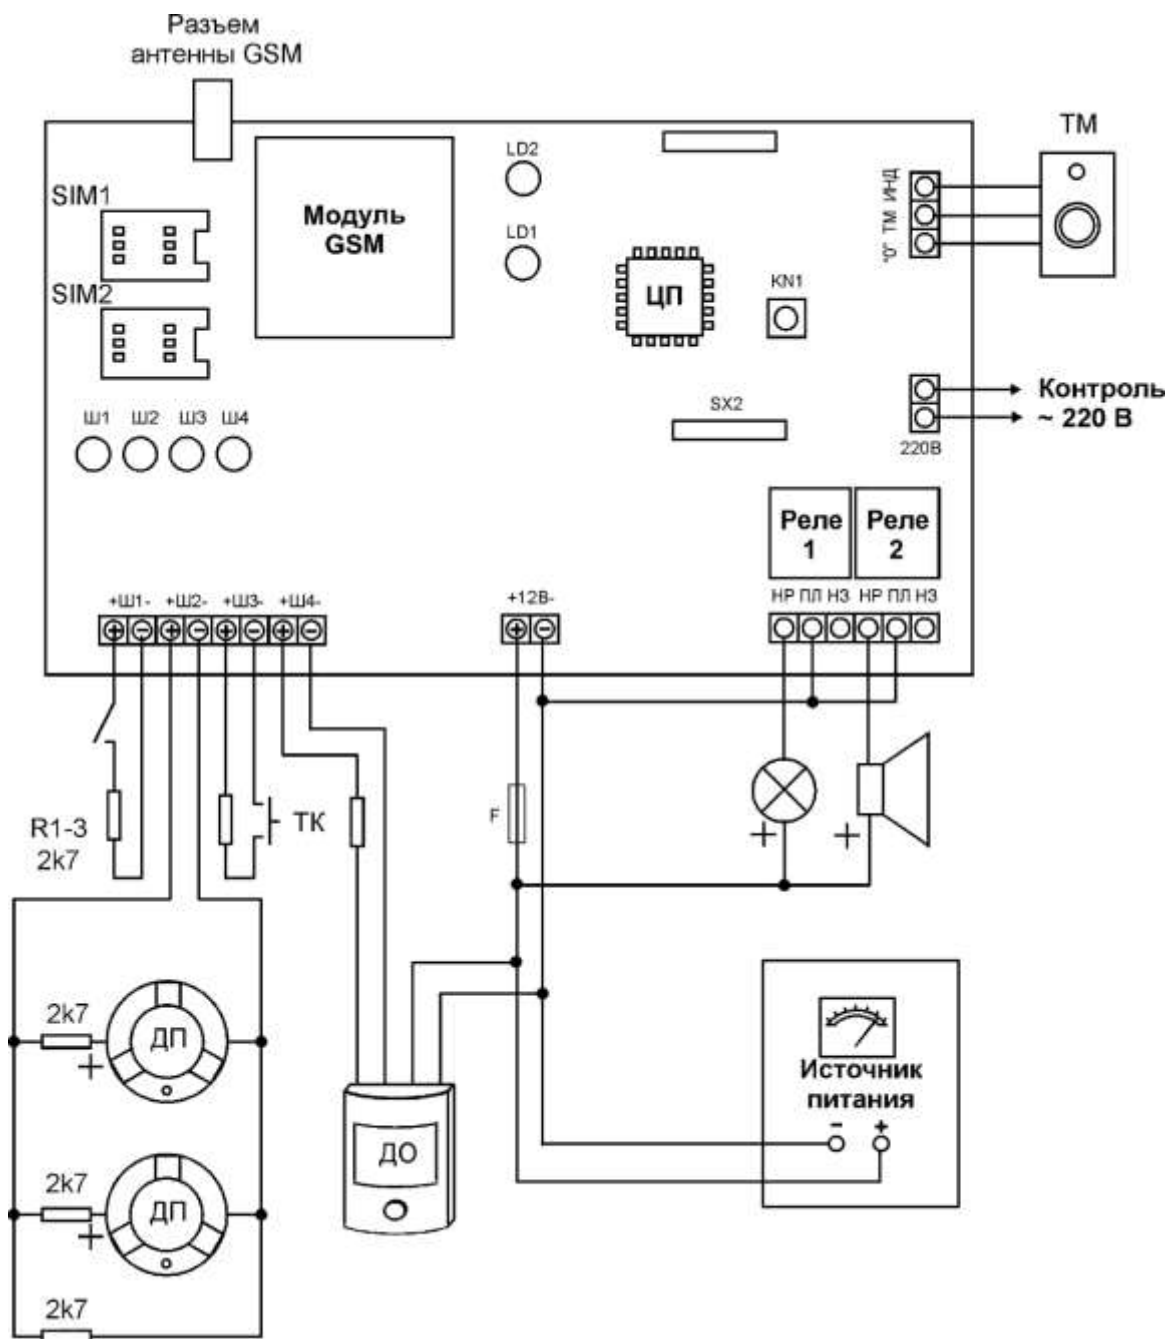 Разъем
антенны GSM
TM
SIM1
SIM2
Модуль
GSM
LD2
LD1
ЦП
KN1
ИНД
ТМ
"0"
Контроль
~ 220 В
220В
SX2
Ш1 Ш2 Ш3 Ш4
Реле
1
Реле
2
+Ш1- +Ш2- +Ш3- +Ш4-
+12В-
НР ПЛ НЗ НР ПЛ НЗ
R1-3
2k7
ТК
F
+
+
2k7
+
ДП
2k7
+
ДП
2k7
ДО
Источник
питания
- +